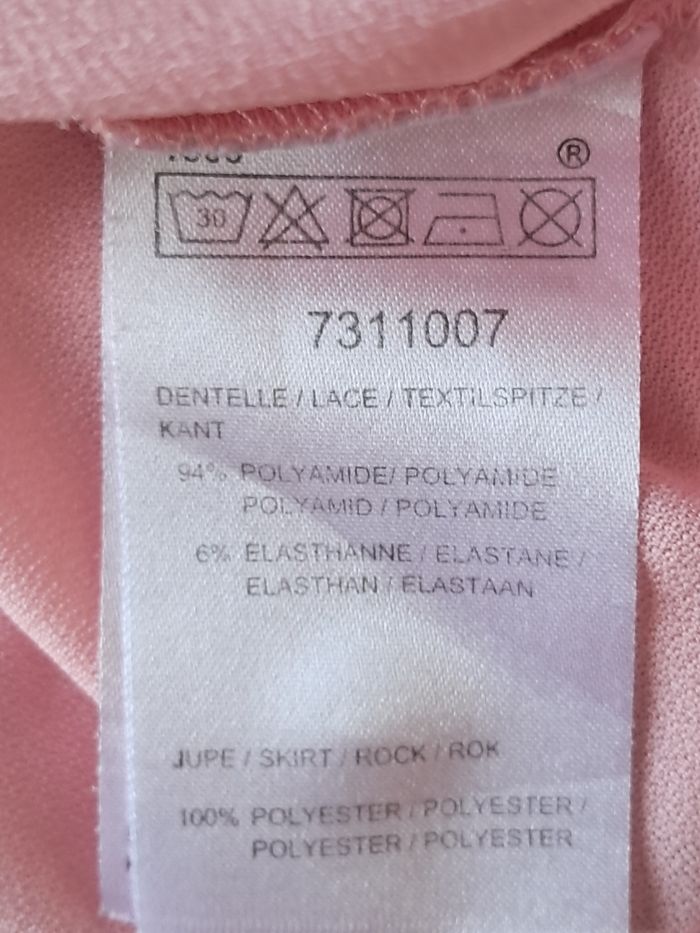 ®
30
7311007
DENTELLE / LACE / TEXTILSPITZE /
KANT
94% POLYAMIDE/ POLYAMIDE
POLYAMID / POLYAMIDE
6% ELASTHANNE / ELASTANE /
ELASTHAN / ELASTAAN
JUPE / SKIRT / ROCK / ROK
100% POLYESTER / POLYESTER /
POLYESTER / POLYESTER